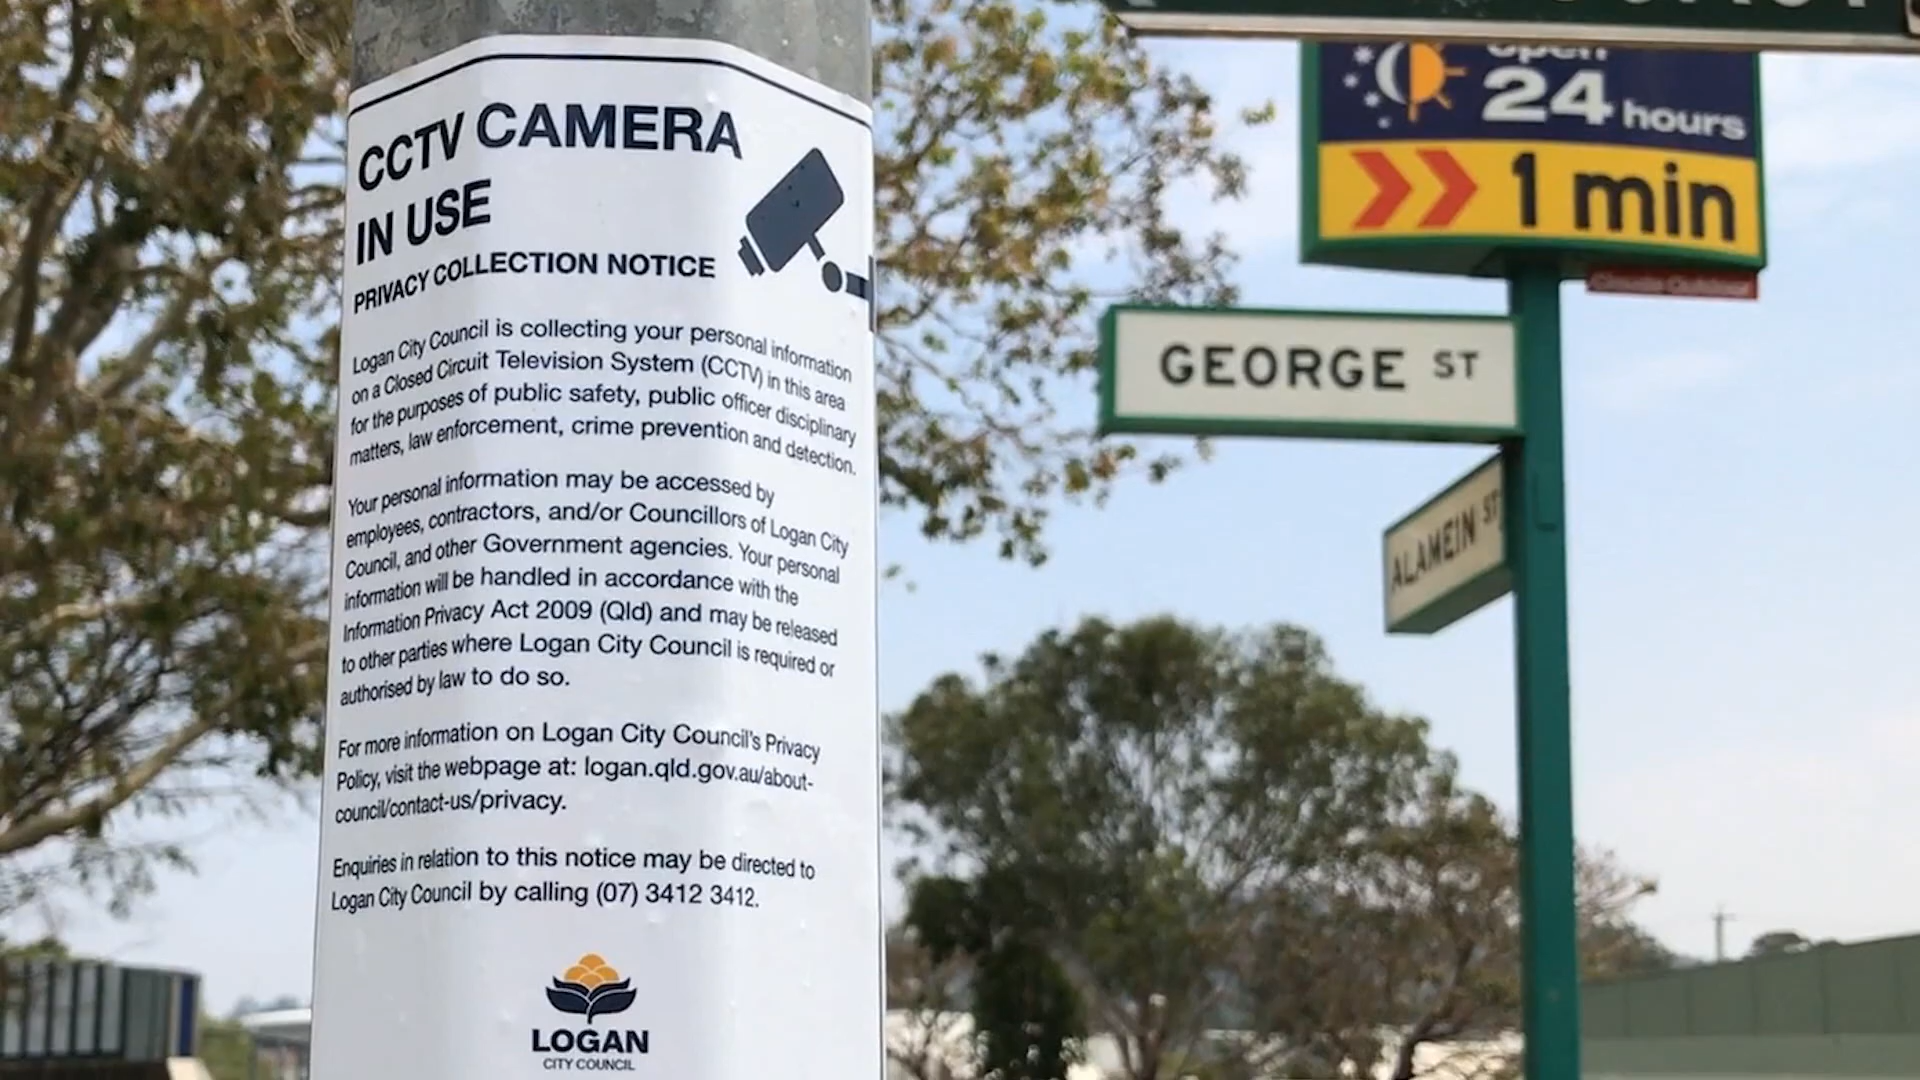 CCTV CAMERA
IN USE
PRIVACY COLLECTION NOTICE
Logan City Council is collecting your personal information
on a Closed Circuit Television System (CCTV) in this area
for the purposes of public safety, public officer disciplinary
matters, law enforcement, crime prevention and detection.
Your personal information may be accessed by
employees, contractors, and/or Councillors of Logan City
Council, and other Government agencies. Your personal
information will be handled in accordance with the
Information Privacy Act 2009 (Qld) and may be released
to other parties where Logan City Council is required or
authorised by law to do so.
For more information on Logan City Council's Privacy
Policy, visit the webpage at: logan.qld.gov.au/about-
council/contact-us/privacy.
Enquiries in relation to this notice may be directed to
Logan City Council by calling (07) 3412 3412.
LOGAN
CITY COUNCIL
open
24 hours
1 min
GEORGE ST
ALAMEIN ST